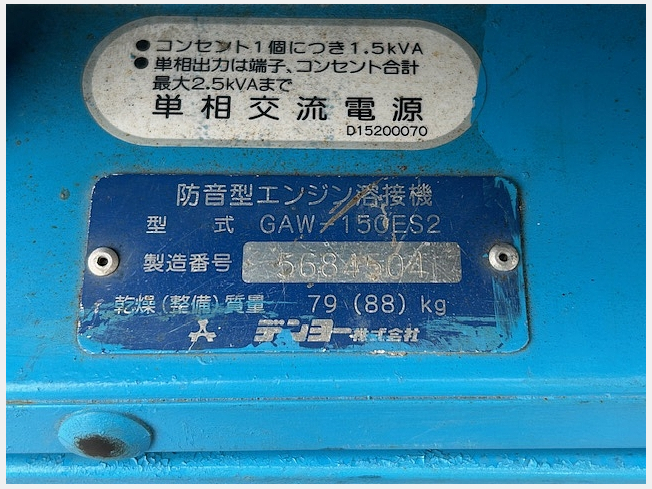 ●コンセント1個につき1.5kVA
●単相出力は端子、コンセント合計
最大2.5kVAまで
単相交流電源
D15200070
防音型エンジン溶接機
型 式 GAW-150ES2
製造番号 5684504
乾燥(整備)質量 79 (88) kg
デンヨー株式会社